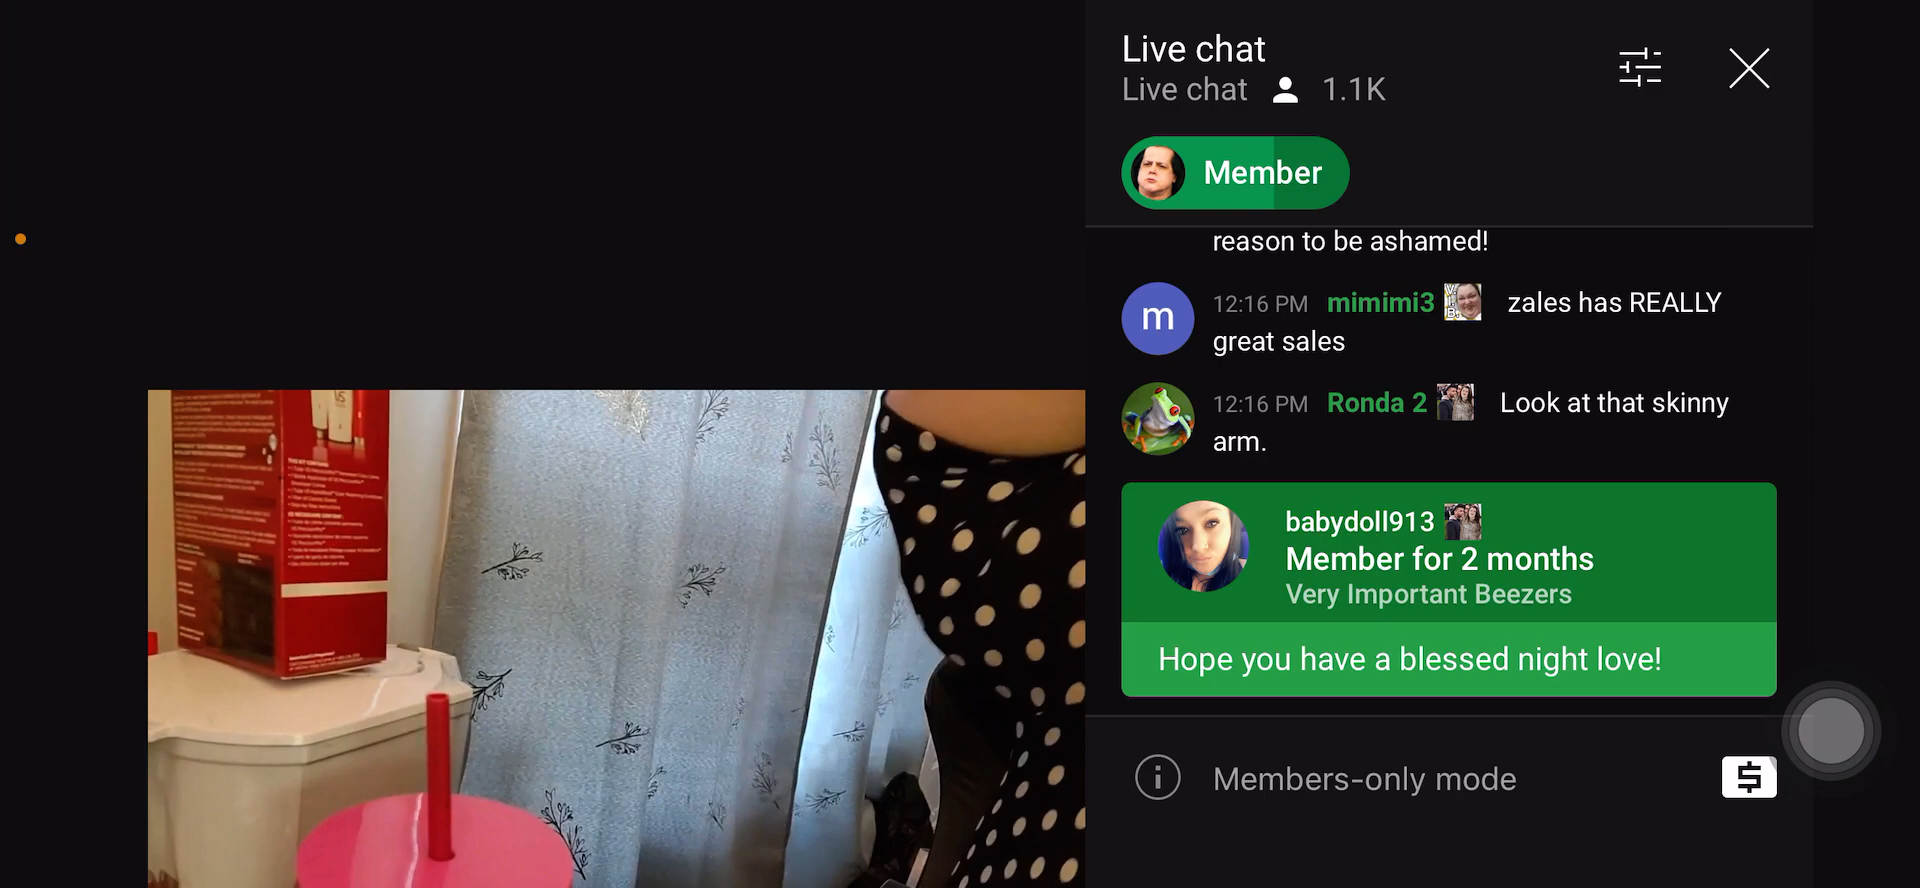 Live chat
Live chat 1.1K
Member
reason to be ashamed!
12:16 PM mimimi3 zales has REALLY
great sales
12:16 PM Ronda 2 Look at that skinny
arm.
babydoll913
Member for 2 months
Very Important Beezers
Hope you have a blessed night love!
Members-only mode
VS